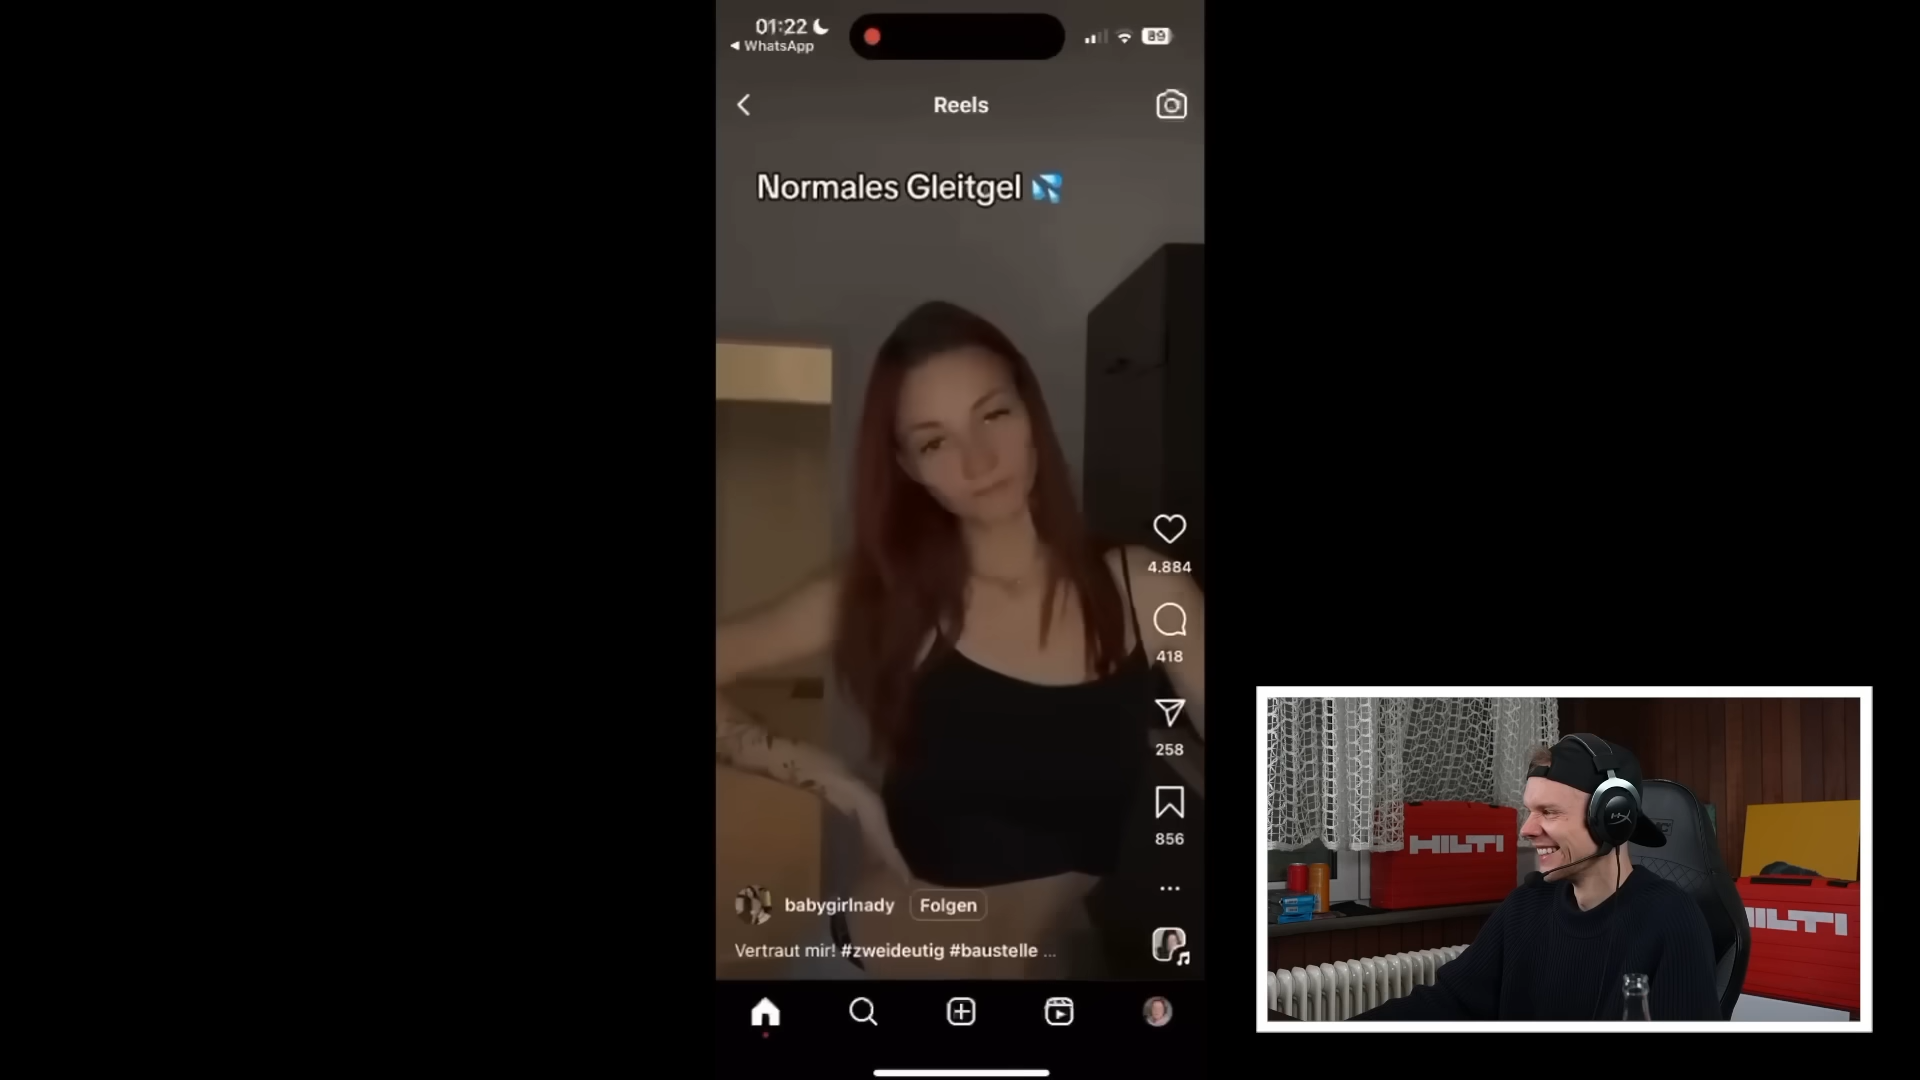 01:22
WhatsApp
89
Reels
Normales Gleitgel
4.884
418
258
856
babygirlnady
Folgen
Vertraut mir! #zweideutig #baustelle ...
HILTI
HILTI